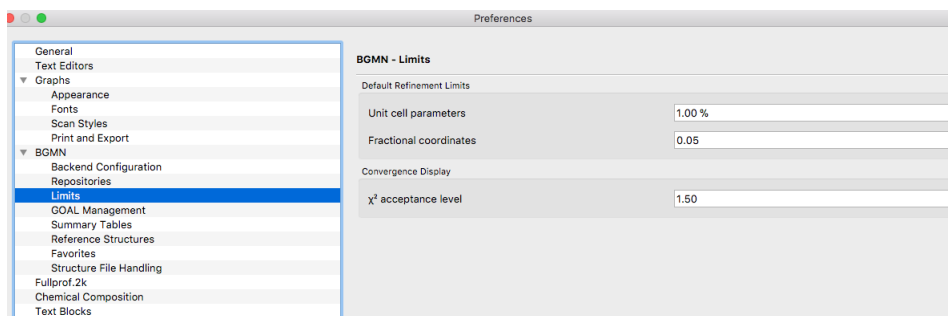 Preferences
General
Text Editors
Graphs
Appearance
Fonts
Scan Styles
Print and Export
BGMN
Backend Configuration
Repositories
Limits
GOAL Management
Summary Tables
Reference Structures
Favorites
Structure File Handling
Fullprof.2k
Chemical Composition
Text Blocks
BGMN - Limits
Default Refinement Limits
Unit cell parameters 1.00 %
Fractional coordinates 0.05
Convergence Display
χ² acceptance level 1.50